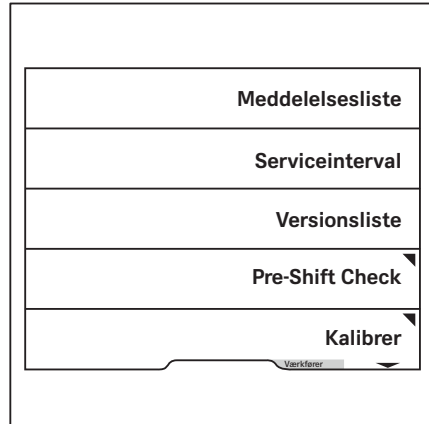 Meddelelsesliste
Serviceinterval
Versionsliste
Pre-Shift Check
Kalibrer
Værkfører